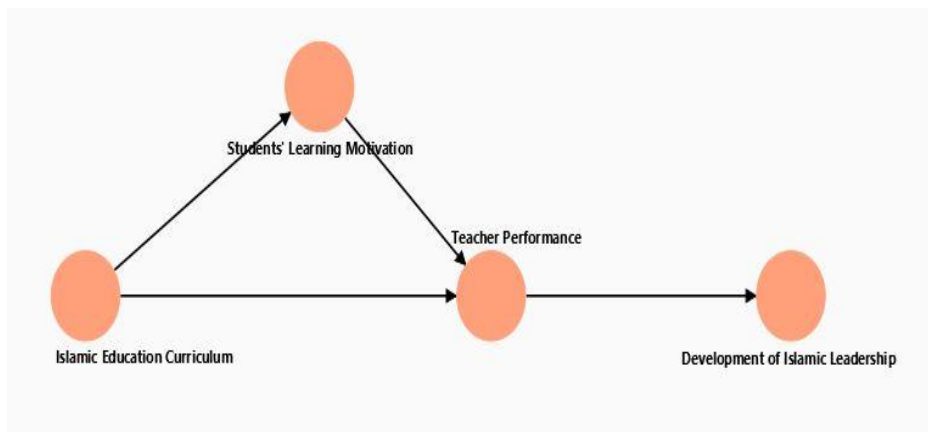 Students' Learning Motivation
Teacher Performance
Islamic Education Curriculum
Development of Islamic Leadership